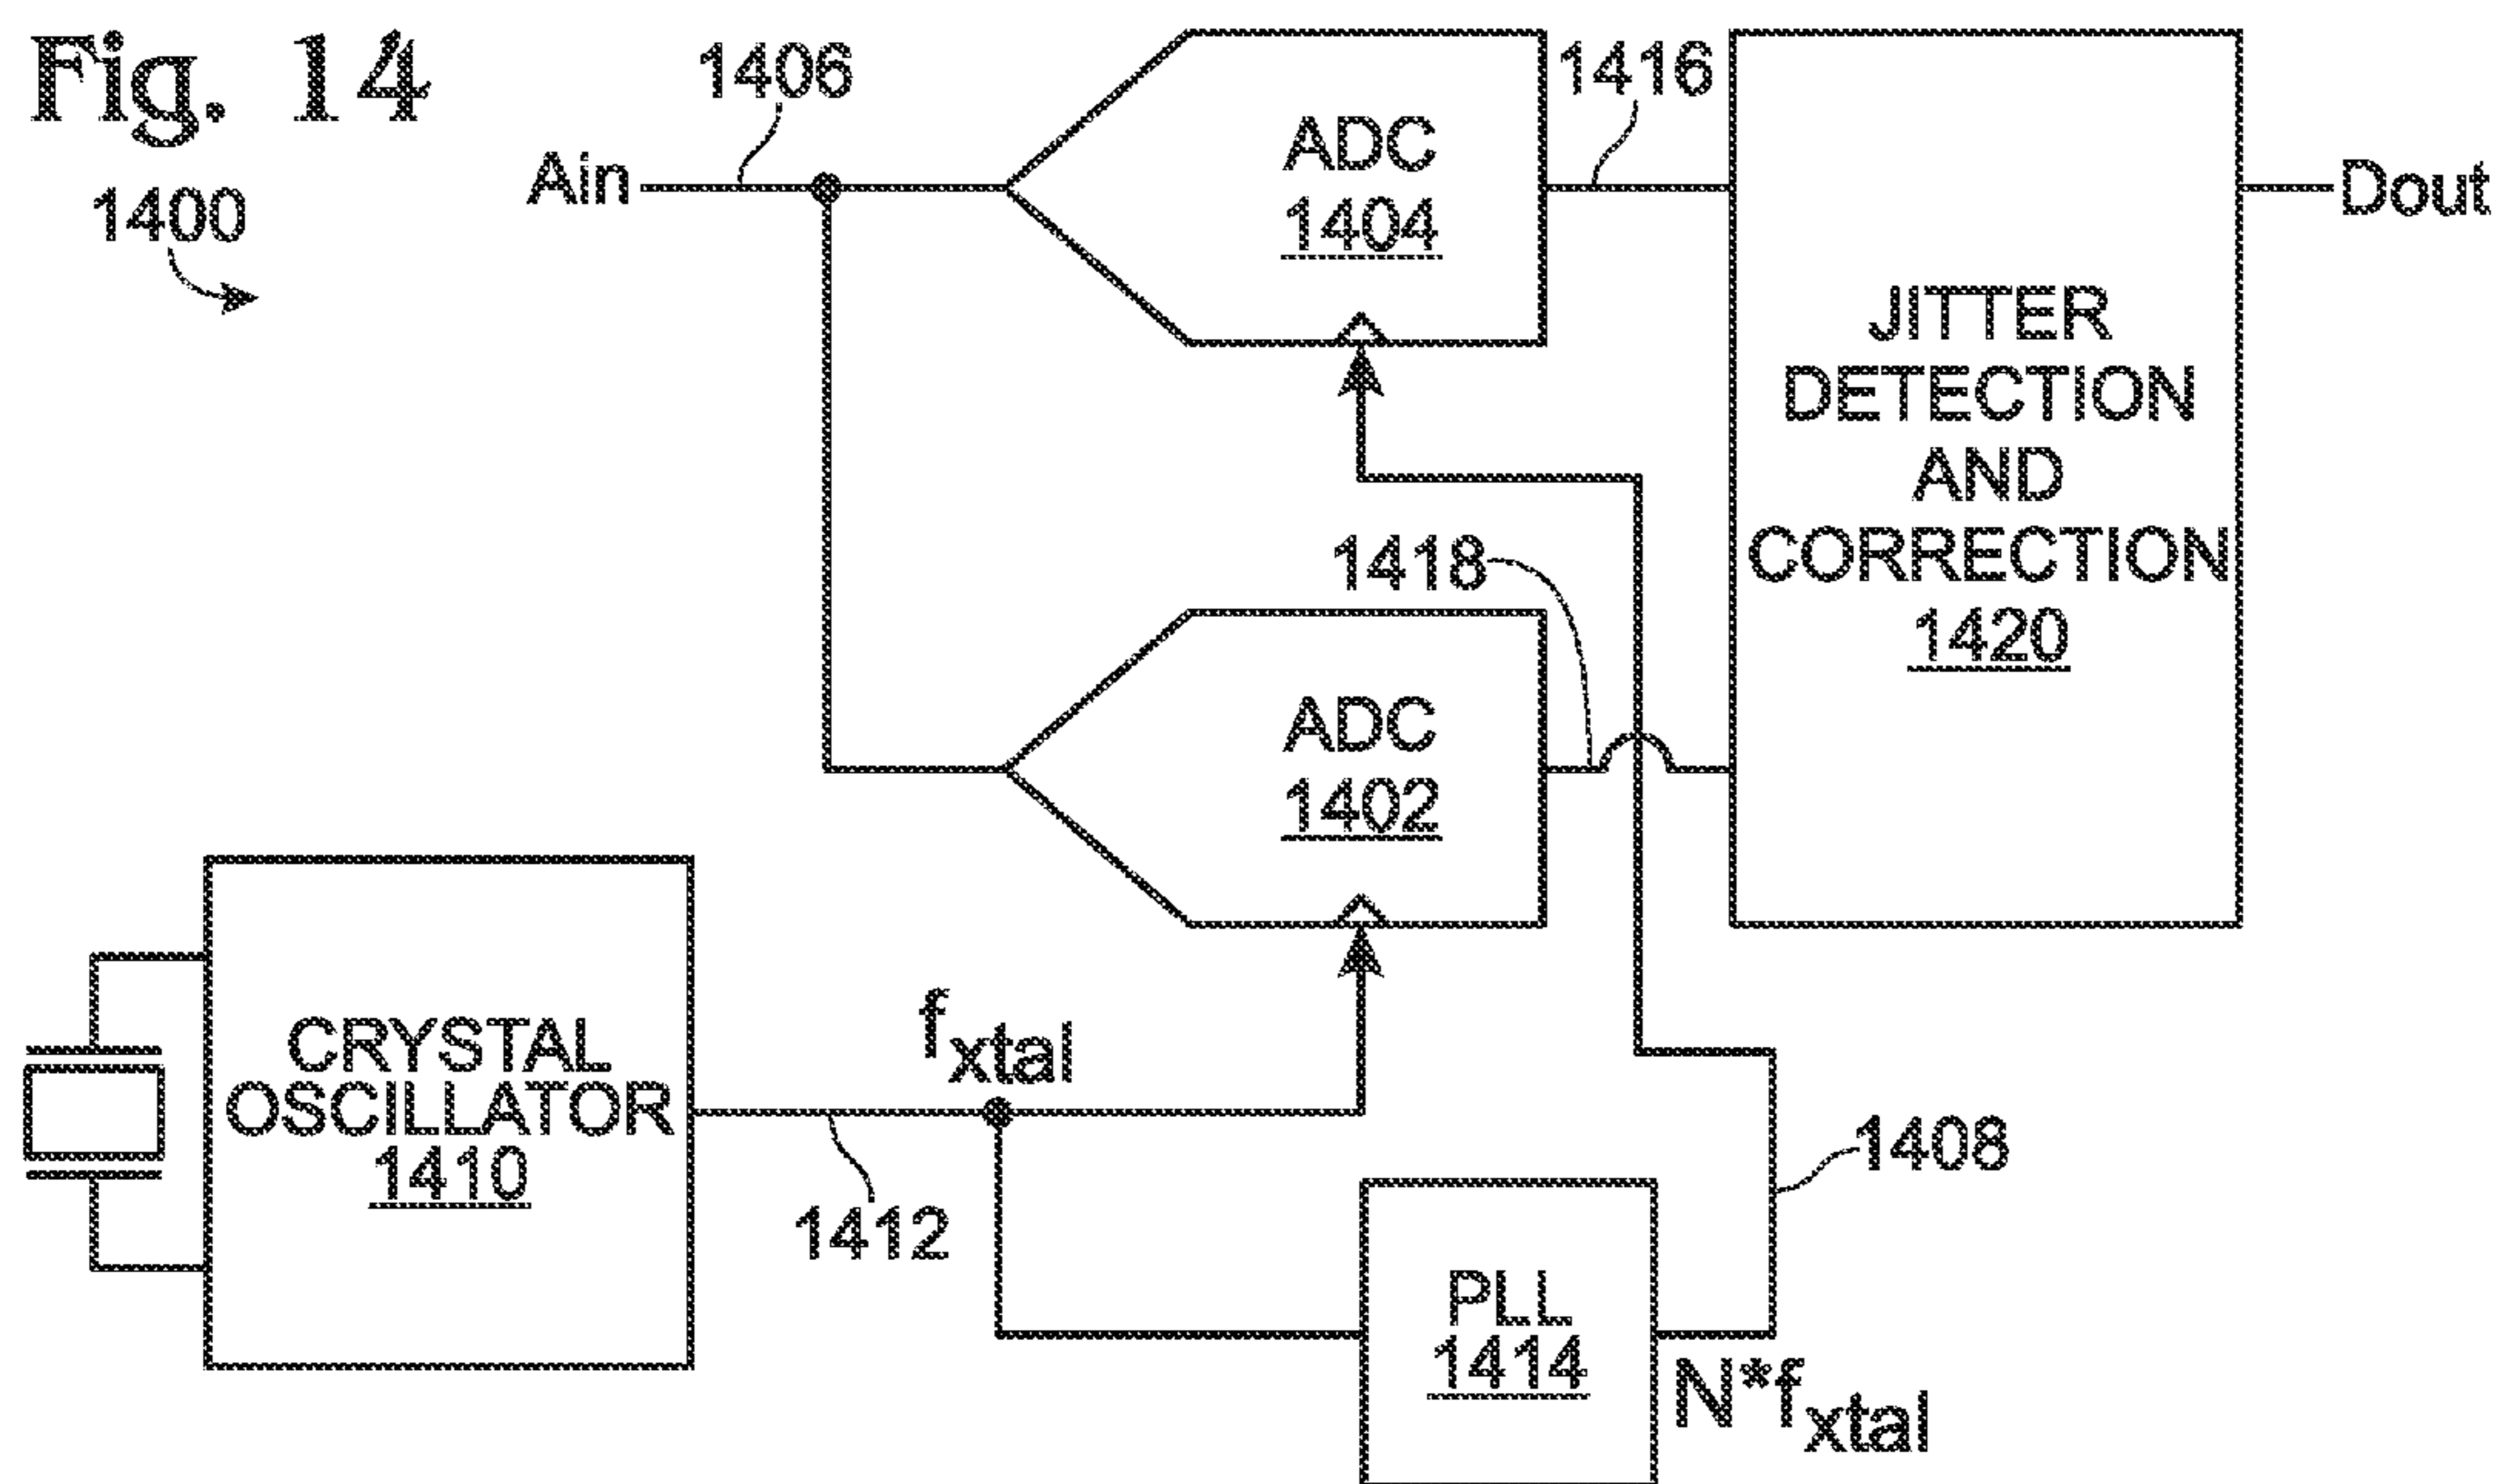 Fig. 14
1400
1406
Ain
ADC
1404
1416
Dout
JITTER
DETECTION
AND
CORRECTION
1420
1418
ADC
1402
CRYSTAL
OSCILLATOR
1410
fxtal
1412
1408
PLL
1414
N*fxtal